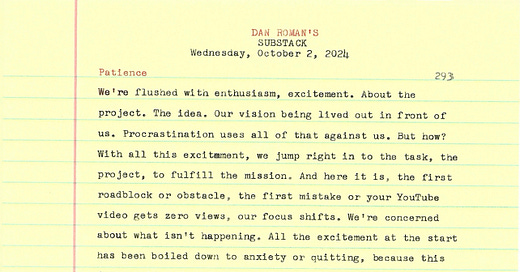 DAN ROMAN'S
SUBSTACK
Wednesday, October 2, 2024
Patience
293
We're flushed with enthusiasm, excitement. About the
project. The idea. Our vision being lived out in front of
us. Procrastination uses all of that against us. But how?
With all this excitement, we jump right in to the task, the
project, to fulfill the mission. And here it is, the first
roadblock or obstacle, the first mistake or your YouTube
video gets zero views, our focus shifts. We're concerned
about what isn't happening. All the excitement at the start
has been boiled down to anxiety or quitting, because this